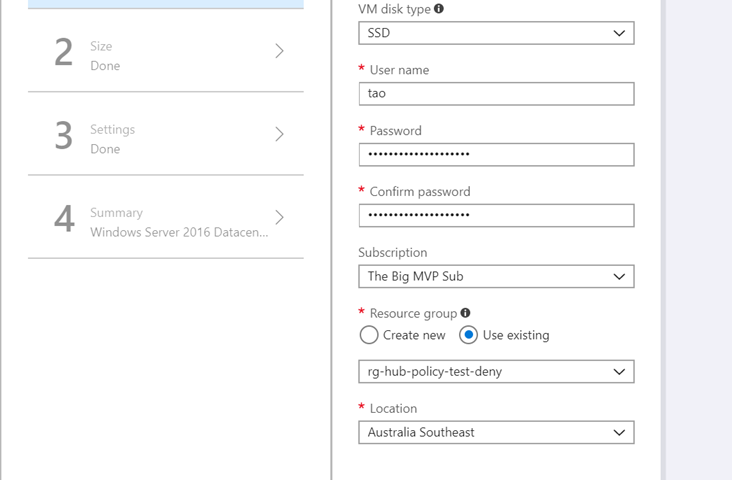 2
Size
Done
3
Settings
Done
4
Summary
Windows Server 2016 Datacen...
VM disk type
SSD
* User name
tao
* Password
••••••••••••••••••••
* Confirm password
••••••••••••••••••••
Subscription
The Big MVP Sub
* Resource group
Create new Use existing
rg-hub-policy-test-deny
* Location
Australia Southeast